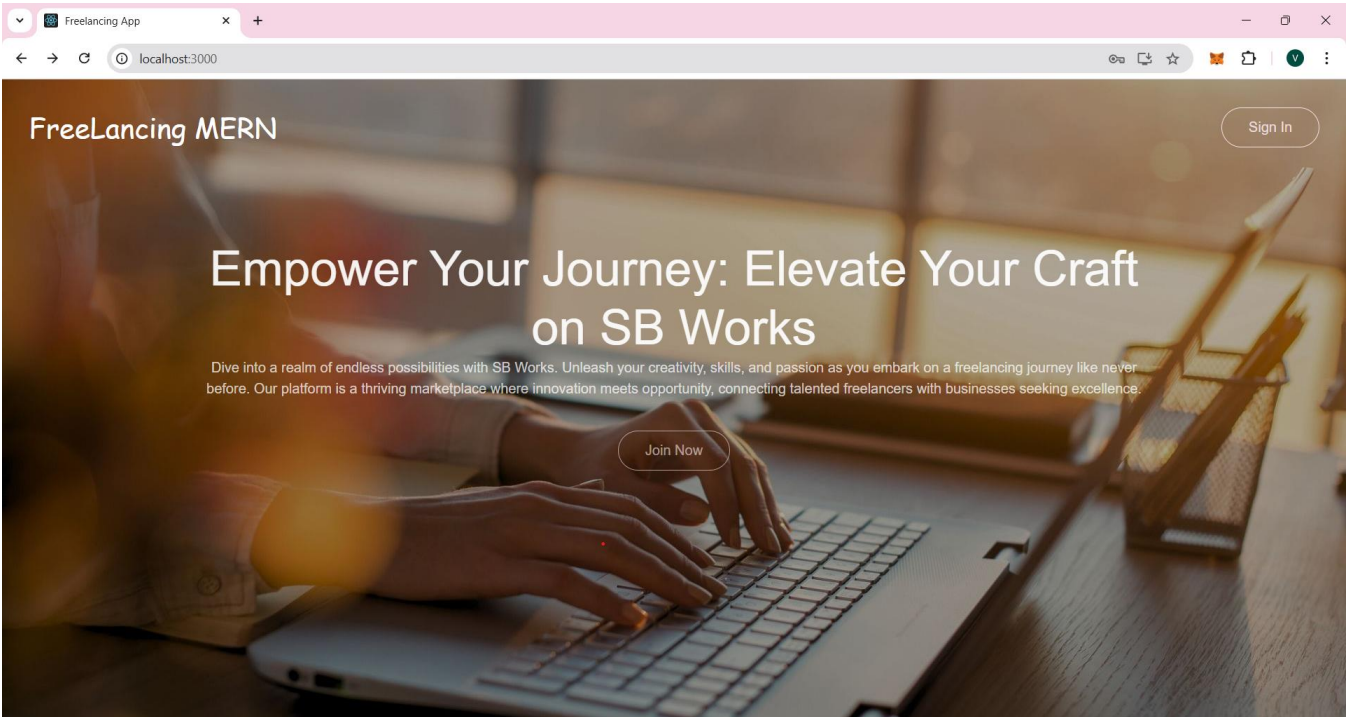 Freelancing App
localhost:3000
V
FreeLancing MERN
Sign In
Empower Your Journey: Elevate Your Craft
on SB Works
Dive into a realm of endless possibilities with SB Works. Unleash your creativity, skills, and passion as you embark on a freelancing journey like never
before. Our platform is a thriving marketplace where innovation meets opportunity, connecting talented freelancers with businesses seeking excellence.
Join Now